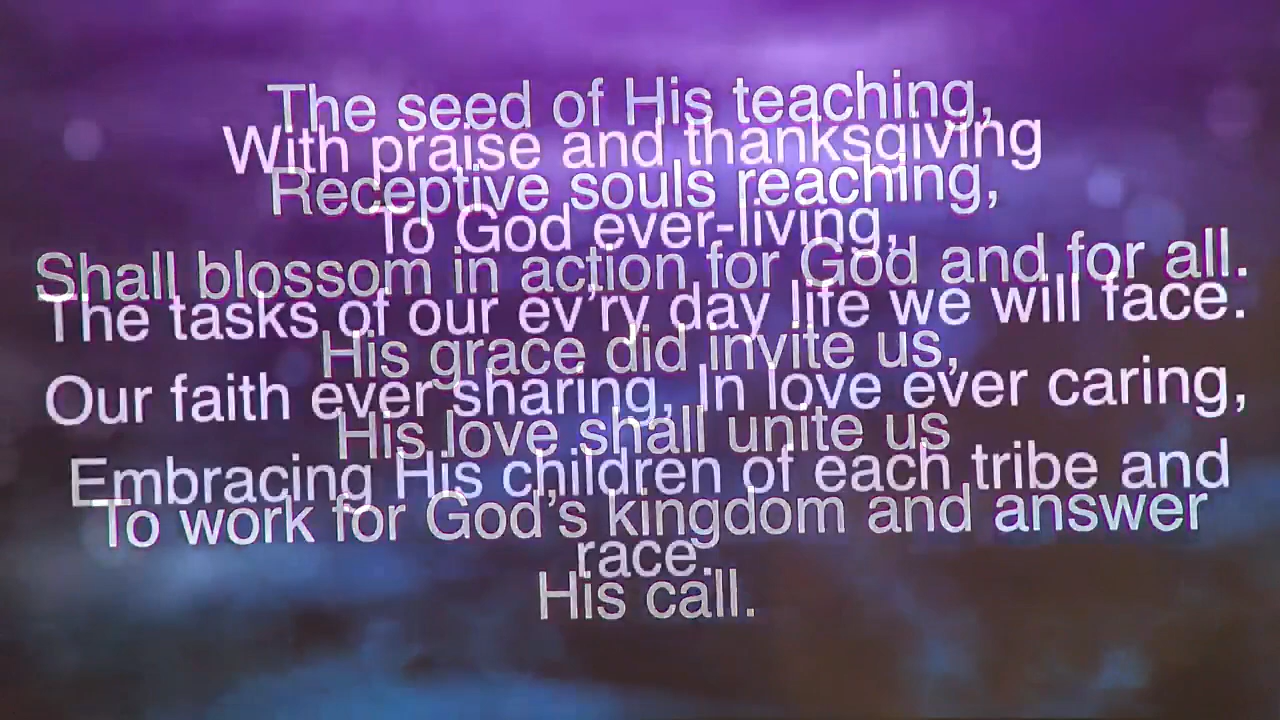 The seed of His teaching,
With praise and thanksgiving
Receptive souls reaching,
To God ever-living,
Shall blossom in action for God and for all.
The tasks of our ev’ry day life we will face.
His grace did invite us,
Our faith ever sharing, In love ever caring,
His love shall unite us
Embracing His children of each tribe and
To work for God’s kingdom and answer
race.
His call.